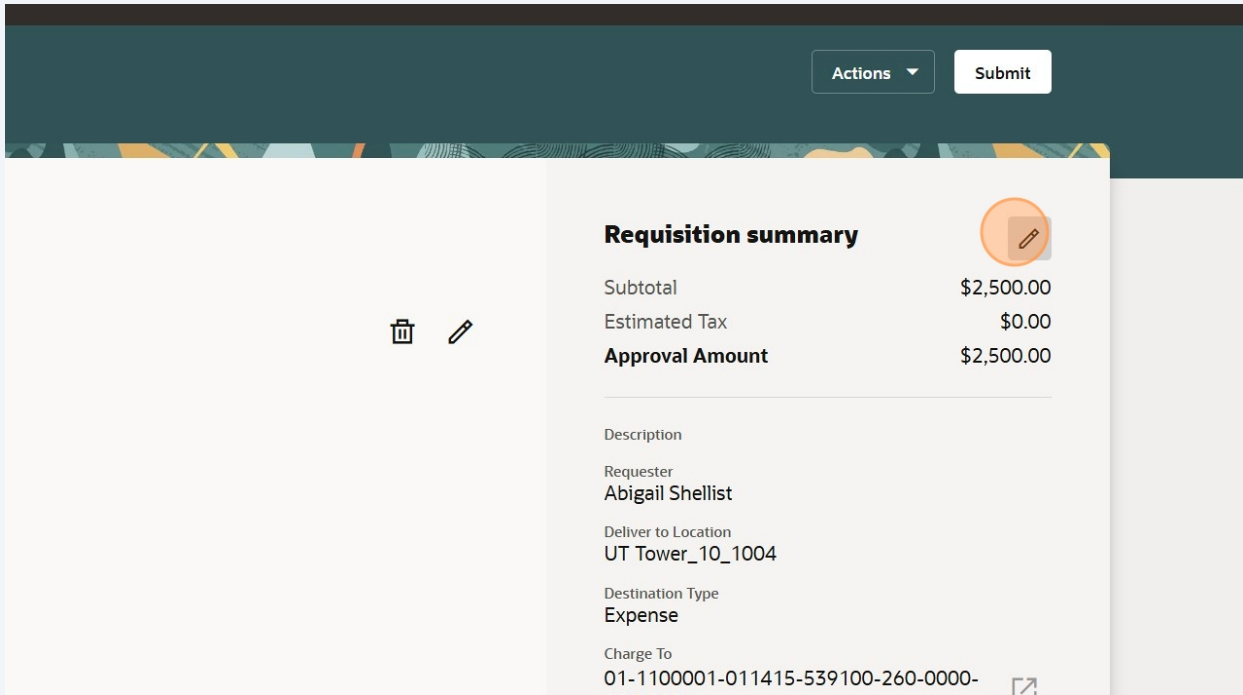 Actions
Submit
Requisition summary
Subtotal $2,500.00
Estimated Tax $0.00
Approval Amount $2,500.00
Description
Requester
Abigail Shellist
Deliver to Location
UT Tower_10_1004
Destination Type
Expense
Charge To
01-1100001-011415-539100-260-0000-